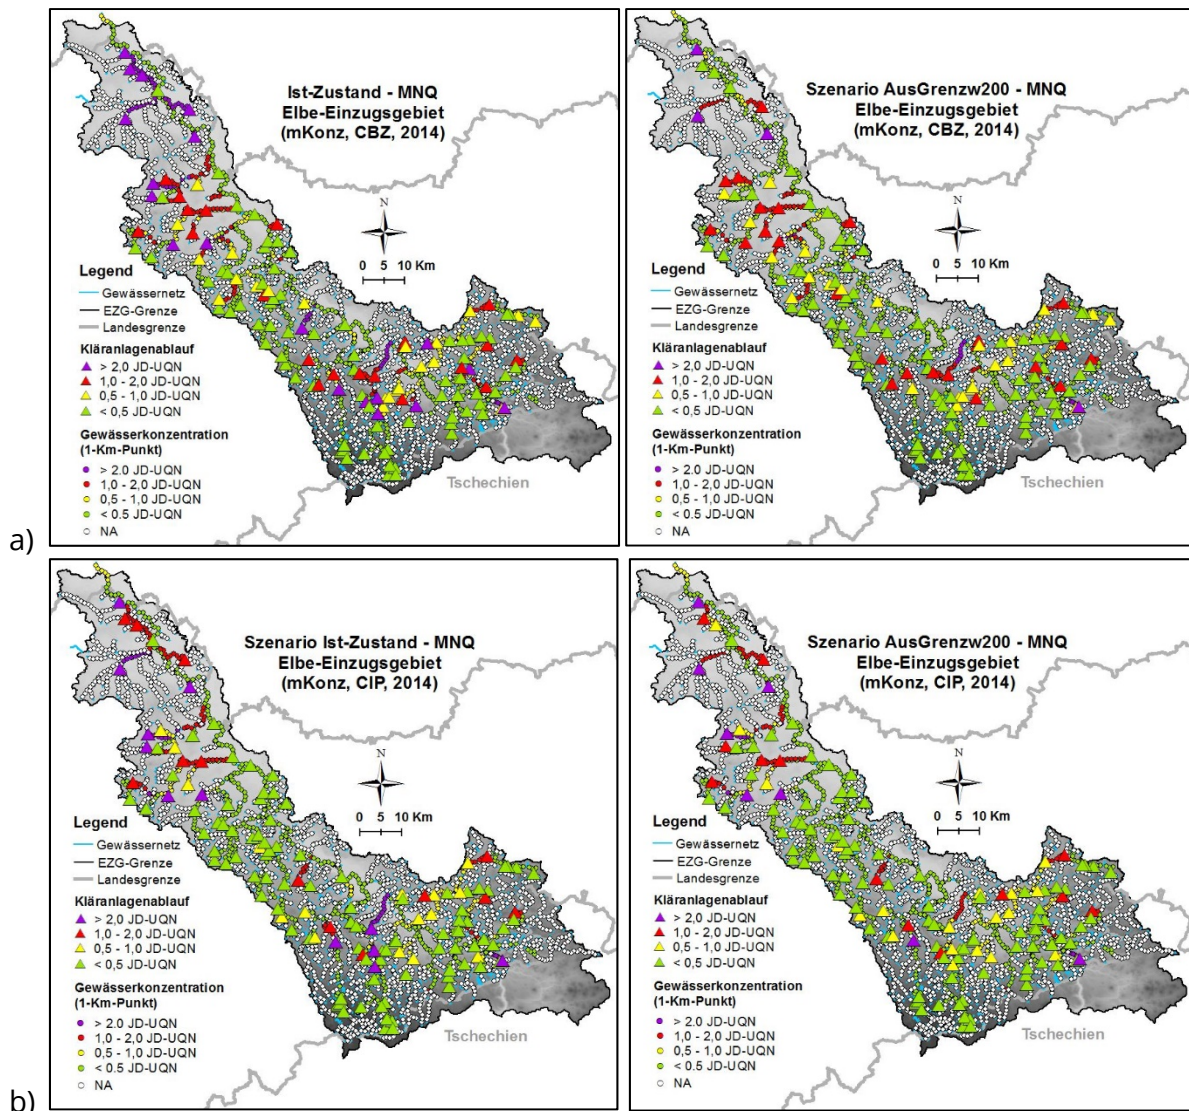 a)
Ist-Zustand - MNQ
Elbe-Einzugsgebiet
(mKonz, CBZ, 2014)
N
0 5 10 Km
Legend
Gewässernetz
EZG-Grenze
Landesgrenze
Kläranlagenablauf
> 2,0 JD-UQN
1,0 - 2,0 JD-UQN
0,5 - 1,0 JD-UQN
< 0,5 JD-UQN
Gewässerkonzentration
(1-Km-Punkt)
> 2.0 JD-UQN
1,0 - 2,0 JD-UQN
0,5 - 1,0 JD-UQN
< 0.5 JD-UQN
NA
Tschechien
Szenario AusGrenzw200 - MNQ
Elbe-Einzugsgebiet
(mKonz, CBZ, 2014)
N
0 5 10 Km
Legend
Gewässernetz
EZG-Grenze
Landesgrenze
Kläranlagenablauf
> 2,0 JD-UQN
1,0 - 2,0 JD-UQN
0,5 - 1,0 JD-UQN
< 0,5 JD-UQN
Gewässerkonzentration
(1-Km-Punkt)
> 2.0 JD-UQN
1,0 - 2,0 JD-UQN
0,5 - 1,0 JD-UQN
< 0.5 JD-UQN
NA
Tschechien
b)
Szenario Ist-Zustand - MNQ
Elbe-Einzugsgebiet
(mKonz, CIP, 2014)
N
0 5 10 Km
Legend
Gewässernetz
EZG-Grenze
Landesgrenze
Kläranlagenablauf
> 2,0 JD-UQN
1,0 - 2,0 JD-UQN
0,5 - 1,0 JD-UQN
< 0,5 JD-UQN
Gewässerkonzentration
(1-Km-Punkt)
> 2.0 JD-UQN
1,0 - 2,0 JD-UQN
0,5 - 1,0 JD-UQN
< 0.5 JD-UQN
NA
Tschechien
Szenario AusGrenzw200 - MNQ
Elbe-Einzugsgebiet
(mKonz, CIP, 2014)
N
0 5 10 Km
Legend
Gewässernetz
EZG-Grenze
Landesgrenze
Kläranlagenablauf
> 2,0 JD-UQN
1,0 - 2,0 JD-UQN
0,5 - 1,0 JD-UQN
< 0,5 JD-UQN
Gewässerkonzentration
(1-Km-Punkt)
> 2.0 JD-UQN
1,0 - 2,0 JD-UQN
0,5 - 1,0 JD-UQN
< 0.5 JD-UQN
NA
Tschechien